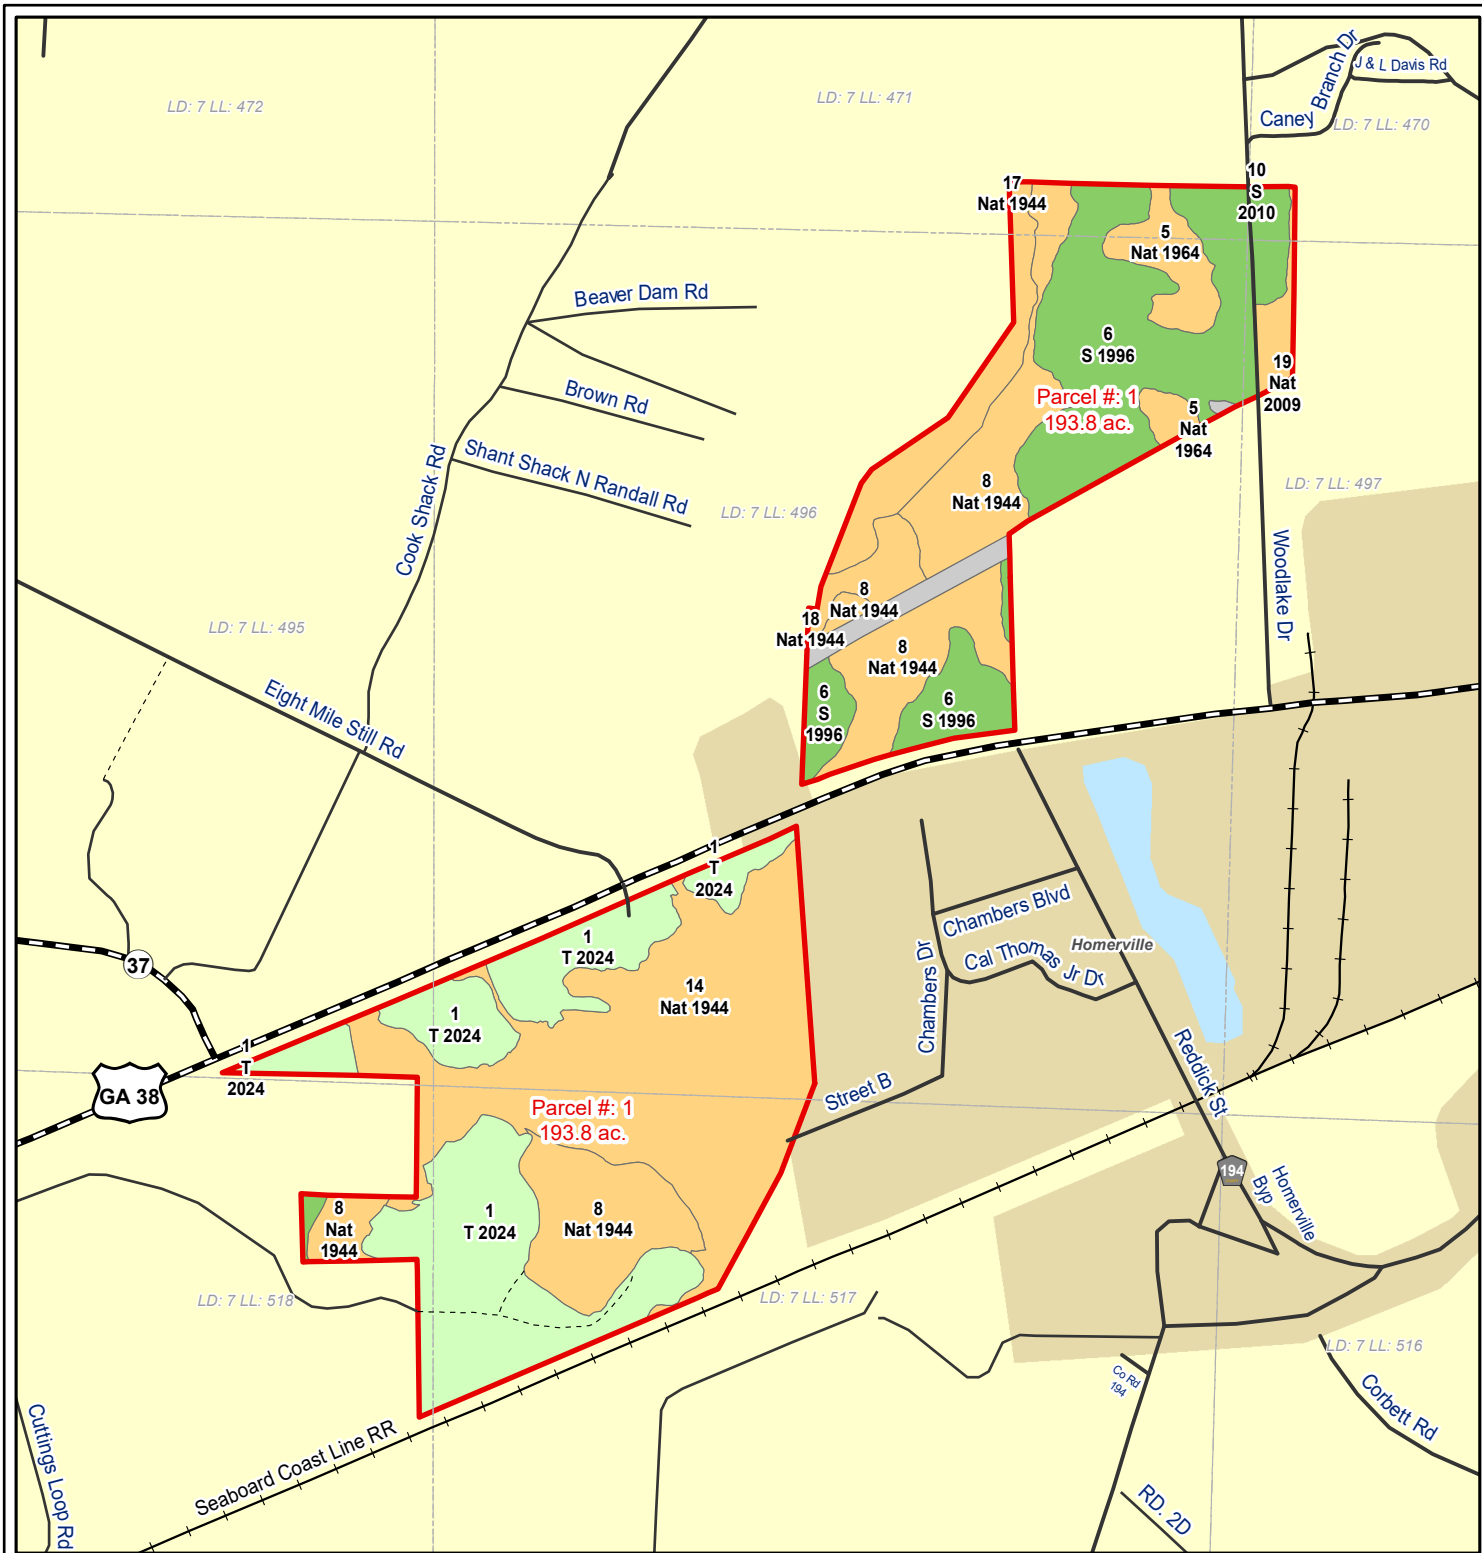 J & L Davis Rd
Caney Branch Dr
LD: 7 LL: 472
LD: 7 LL: 471
LD: 7 LL: 470
10
S
2010
17
Nat 1944
5
Nat 1964
Beaver Dam Rd
6
S 1996
19
Nat
2009
Parcel #: 1
193.8 ac.
Brown Rd
5
Nat
1964
Shant Shack N Randall Rd
Cook Shack Rd
8
Nat 1944
LD: 7 LL: 496
LD: 7 LL: 497
Woodlake Dr
8
Nat 1944
18
Nat 1944
LD: 7 LL: 495
8
Nat 1944
Eight Mile Still Rd
6
S
1996
6
S 1996
1
T
2024
Chambers Blvd
Chambers Dr
Cal Thomas Jr Dr
Homerville
1
T 2024
37
14
Nat 1944
1
T 2024
1
T
2024
GA 38
Street B
Reddick St
Parcel #: 1
193.8 ac.
194
Homerville
Byp
8
Nat
1944
1
T 2024
8
Nat 1944
LD: 7 LL: 518
LD: 7 LL: 517
LD: 7 LL: 516
Co Rd
194
Corbett Rd
Cuttings Loop Rd
Seaboard Coast Line RR
RD. 2D